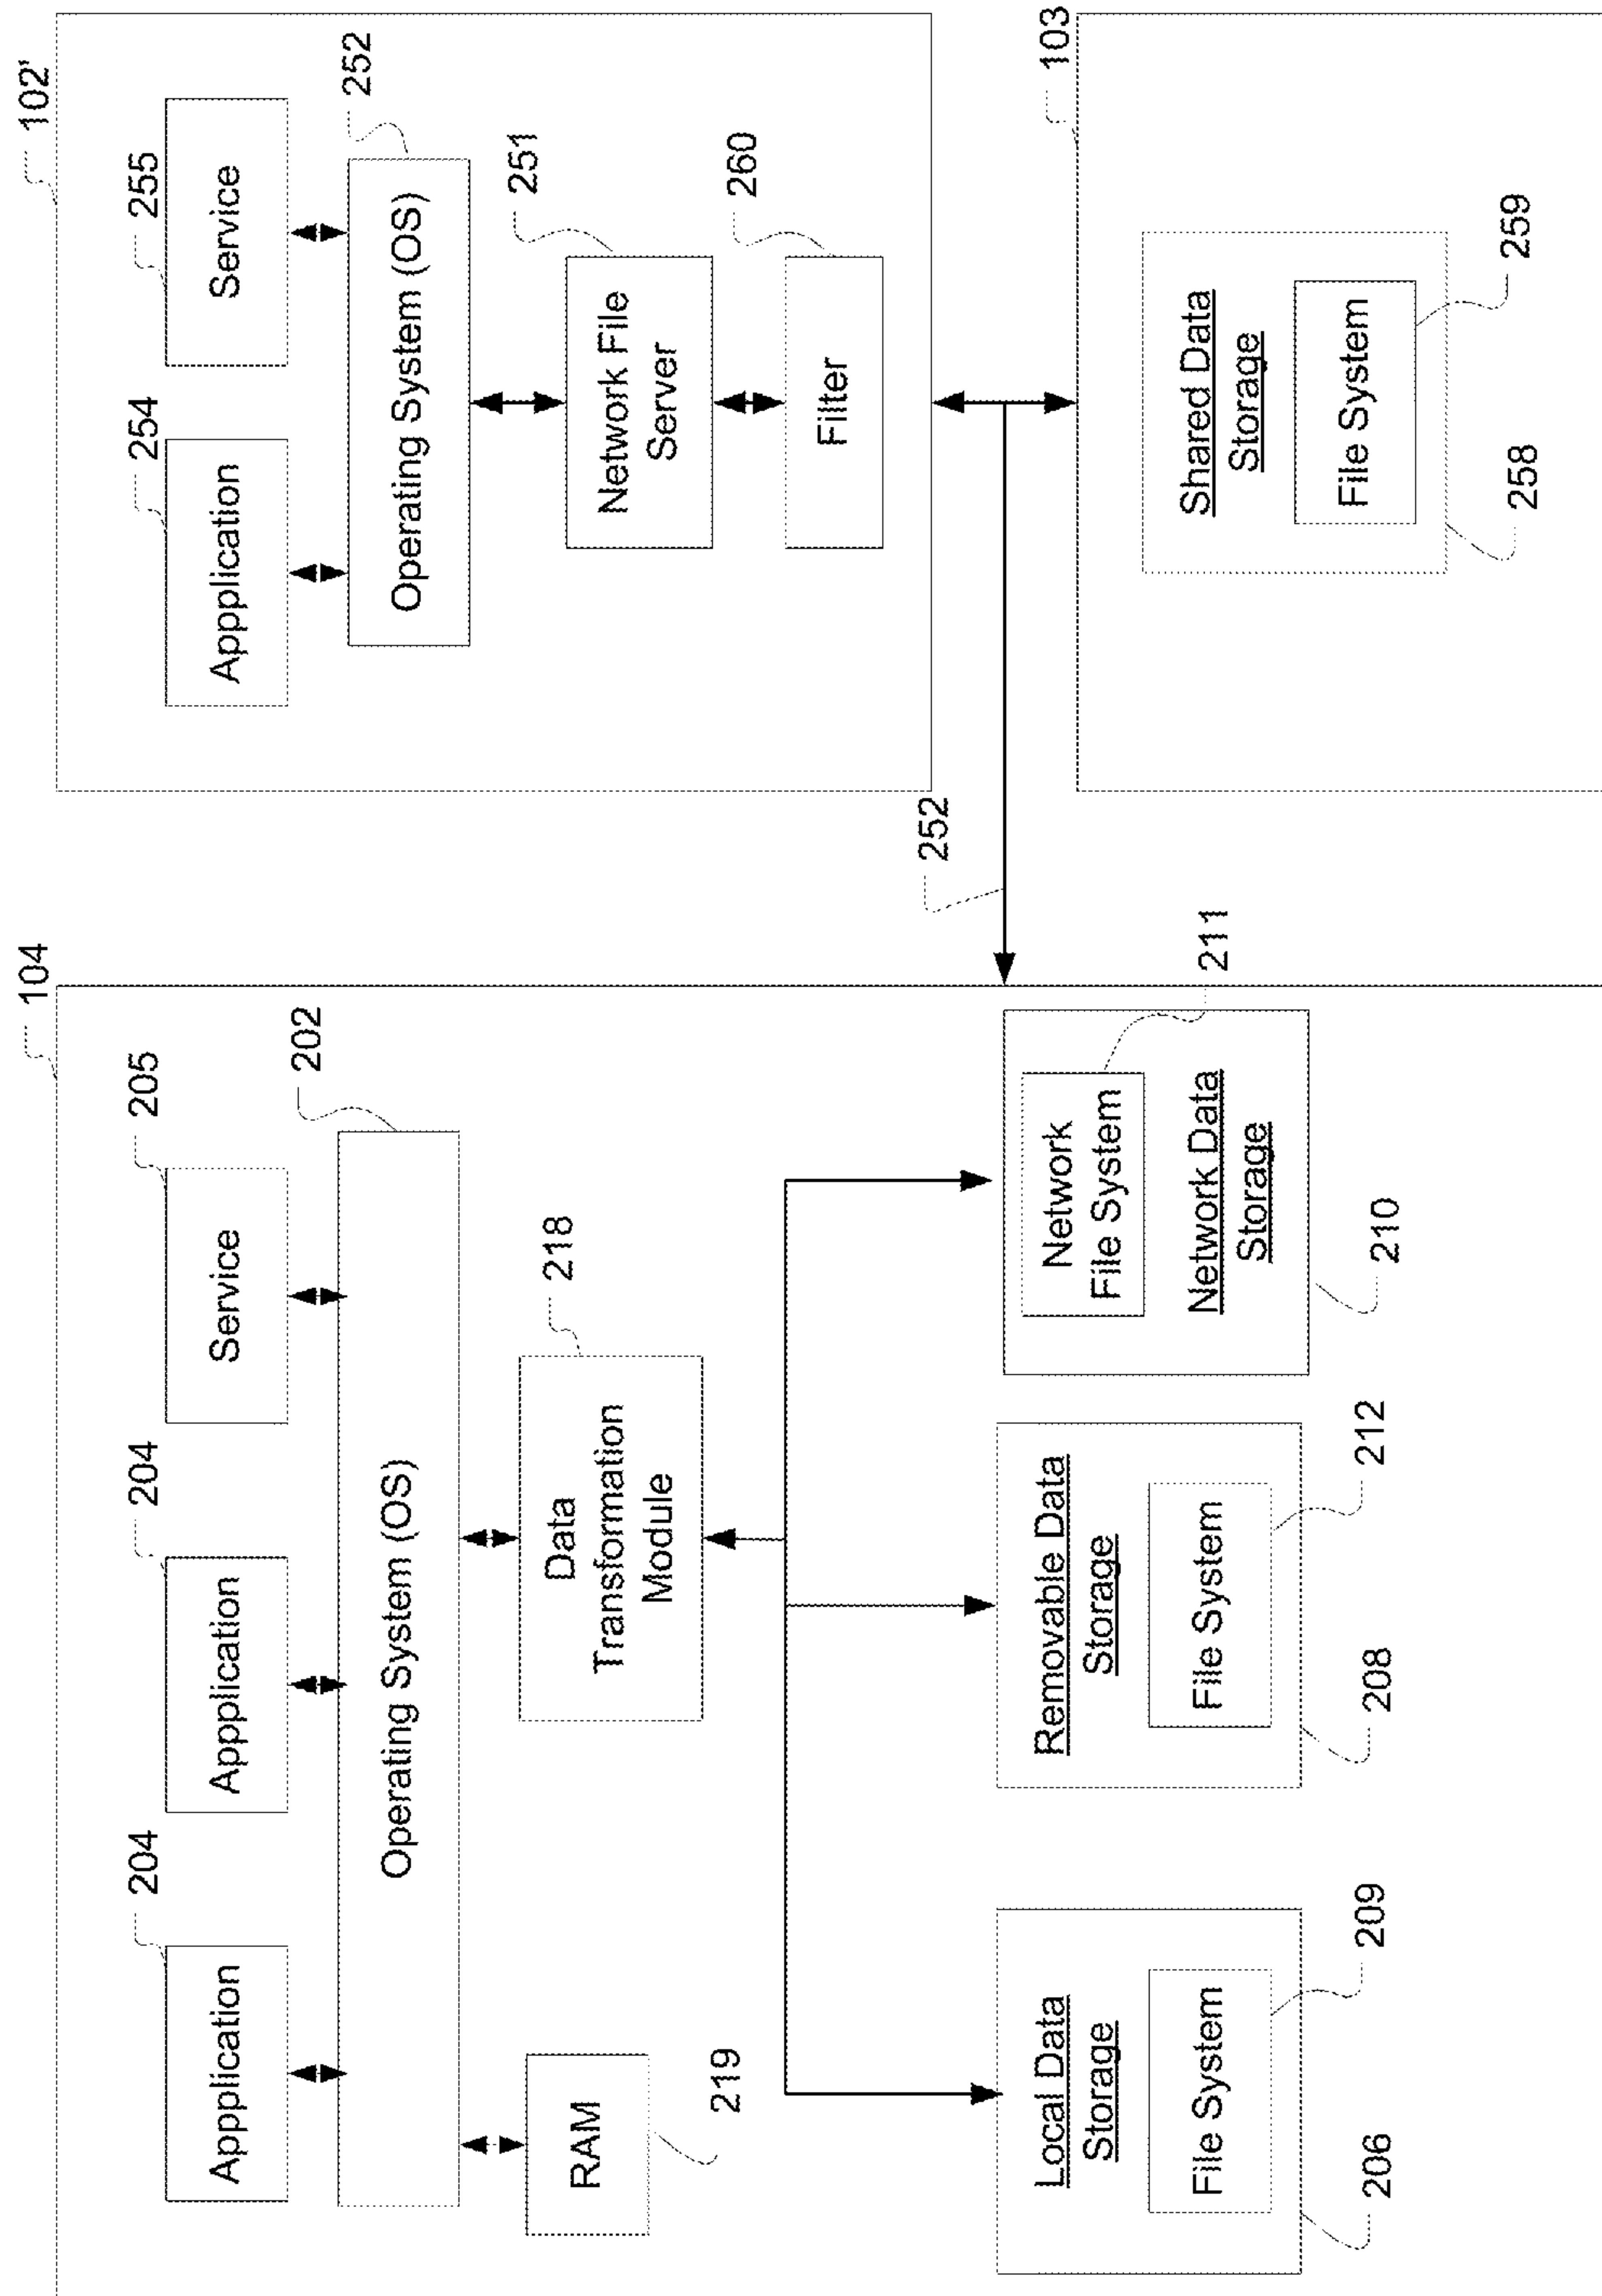 104
204
204
205
Application
Application
Service
202
Operating System (OS)
RAM
219
Data
Transformation
Module
218
Local Data
Storage
File System
206
209
Removable Data
Storage
File System
208
212
Network
File System
Network Data
Storage
210
211
252
102'
254
255
Application
Service
252
Operating System (OS)
Network File
Server
251
Filter
260
103
Shared Data
Storage
File System
258
259